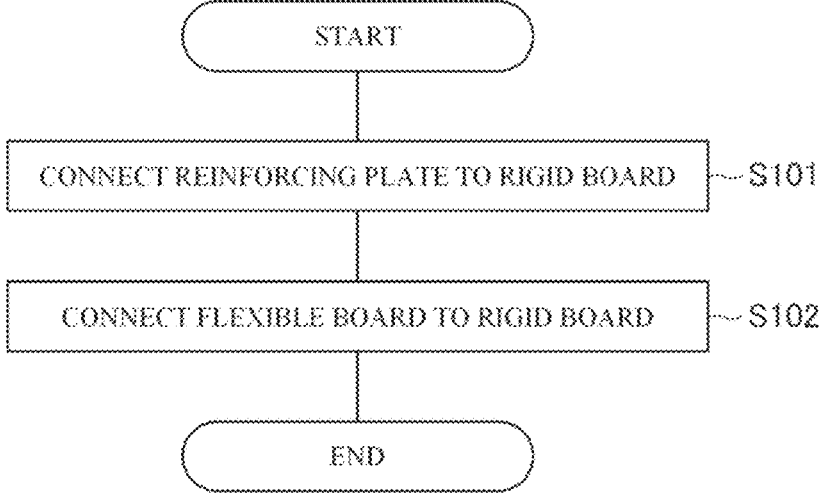 START
CONNECT REINFORCING PLATE TO RIGID BOARD
S101
CONNECT FLEXIBLE BOARD TO RIGID BOARD
S102
END